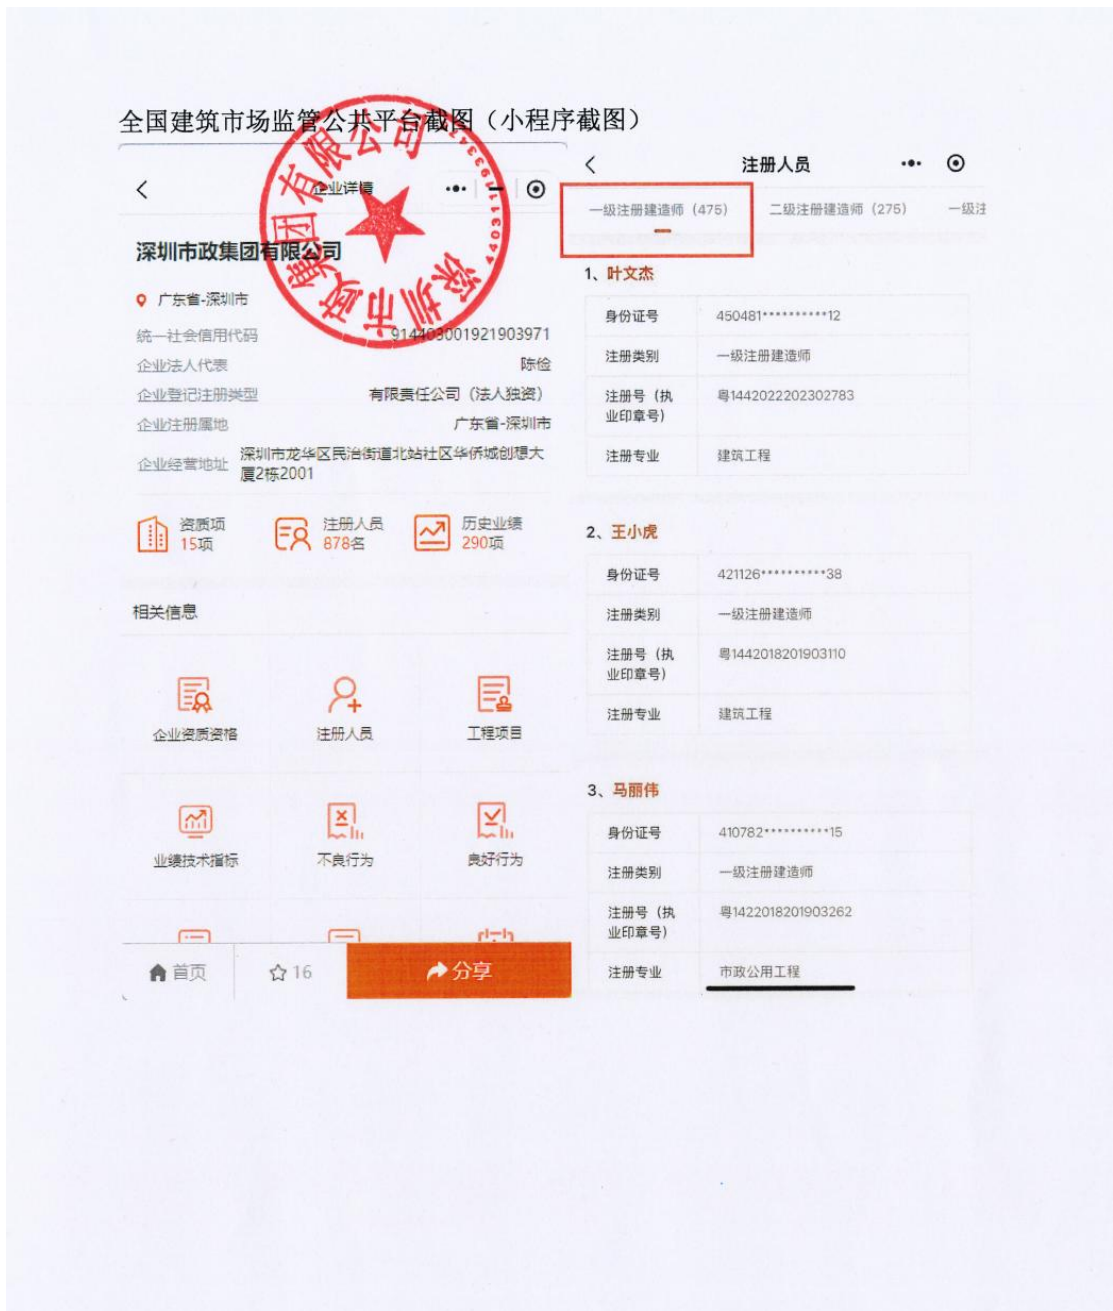 全国建筑市场监管公共平台截图（小程序截图）
企业详情
深圳市政集团有限公司
深圳市政集团有限公司
广东省-深圳市
统一社会信用代码 914403001921903971
企业法人代表 陈俭
企业登记注册类型 有限责任公司（法人独资）
企业注册属地 广东省-深圳市
企业经营地址 深圳市龙华区民治街道北站社区华侨城创想大
厦2栋2001
资质项
15项
注册人员
878名
历史业绩
290项
相关信息
企业资质资格 注册人员 工程项目
业绩技术指标 不良行为 良好行为
首页 16 分享
注册人员
一级注册建造师（475） 二级注册建造师（275） 一级注
1、叶文杰
身份证号 450481**********12
注册类别 一级注册建造师
注册号（执
业印章号） 粤1442022202302783
注册专业 建筑工程
2、王小虎
身份证号 421126**********38
注册类别 一级注册建造师
注册号（执
业印章号） 粤1442018201903110
注册专业 建筑工程
3、马丽伟
身份证号 410782**********15
注册类别 一级注册建造师
注册号（执
业印章号） 粤1422018201903262
注册专业 市政公用工程